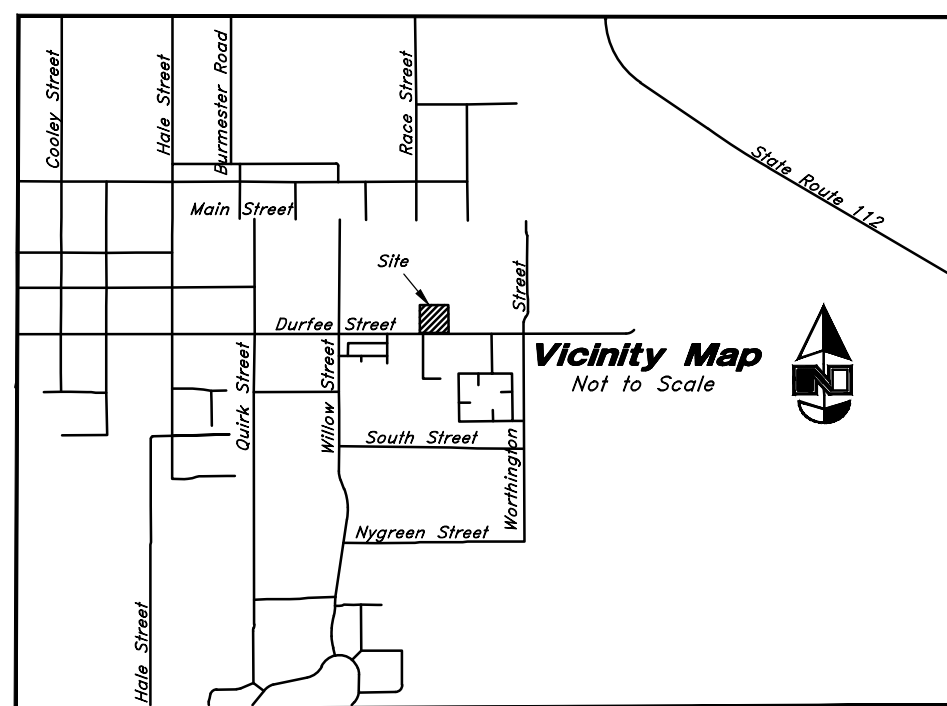 Cooley Street
Hale Street
Burmester Road
Race Street
State Route 112
Main Street
Site
Street
Durfee Street
Vicinity Map
Not to Scale
N
Quirk Street
Willow Street
South Street
Worthington
Nygreen Street
Hale Street